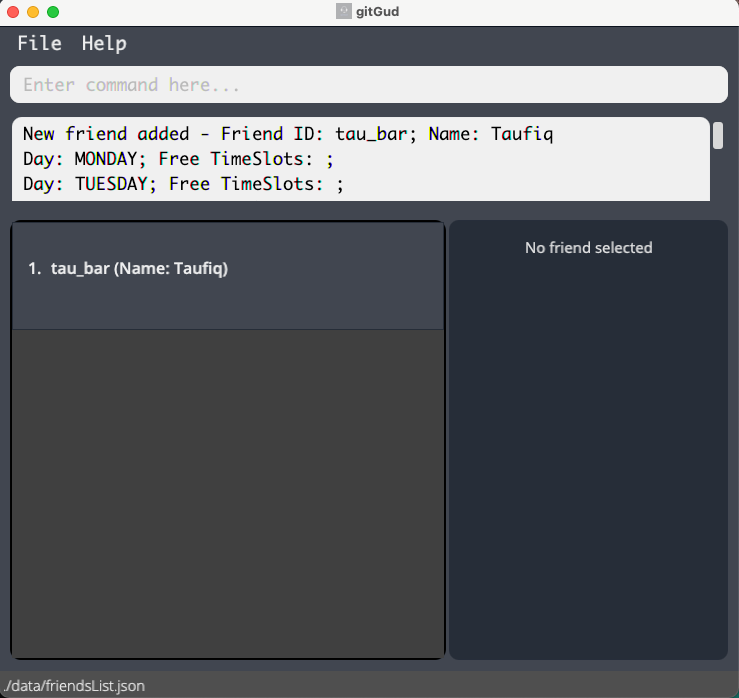 gitGud
File Help
Enter command here...
New friend added - Friend ID: tau_bar; Name: Taufiq
Day: MONDAY; Free TimeSlots: ;
Day: TUESDAY; Free TimeSlots: ;
1. tau_bar (Name: Taufiq)
No friend selected
./data/friendsList.json